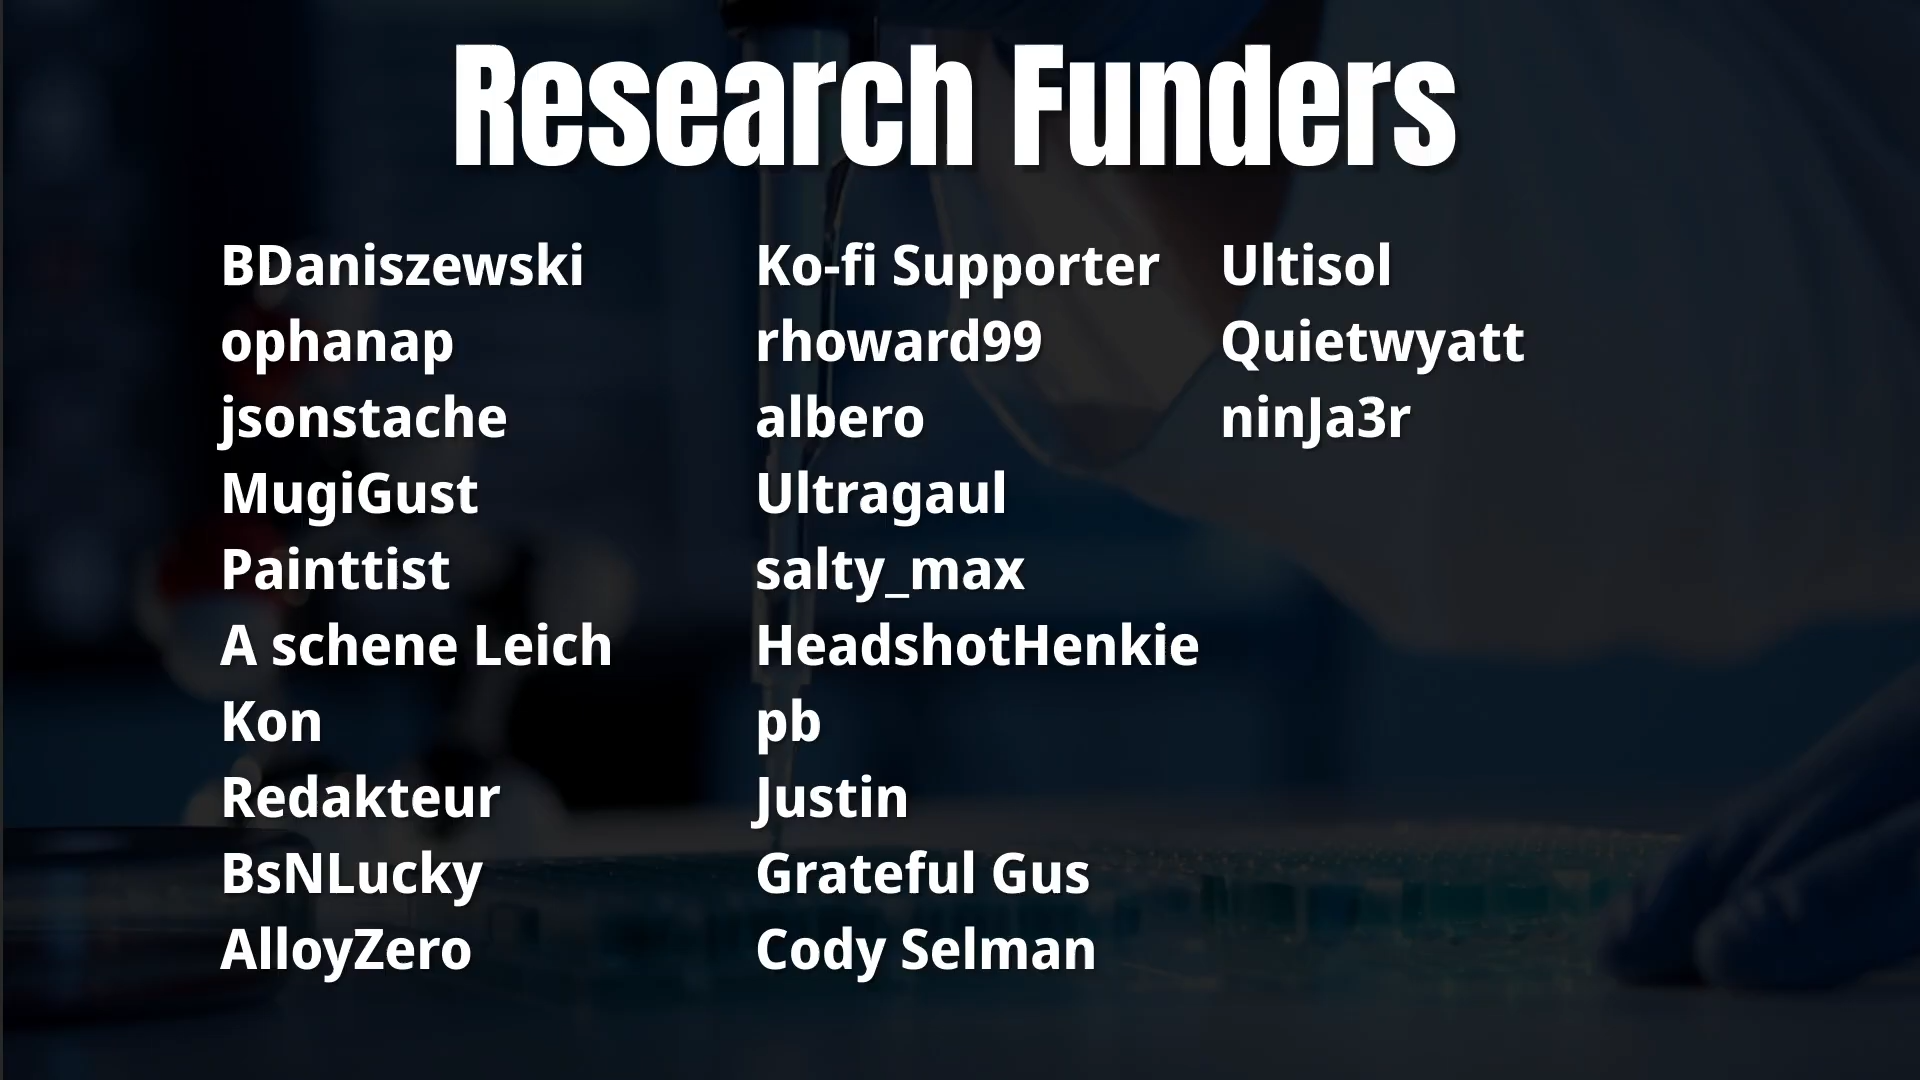 Research Funders
BDaniszewski
ophanap
jsonstache
MugiGust
Painttist
A schene Leich
Kon
Redakteur
BsNLucky
AlloyZero
Ko-fi Supporter
rhoward99
albero
Ultragaul
salty_max
HeadshotHenkie
pb
Justin
Grateful Gus
Cody Selman
Ultisol
Quietwyatt
ninJa3r